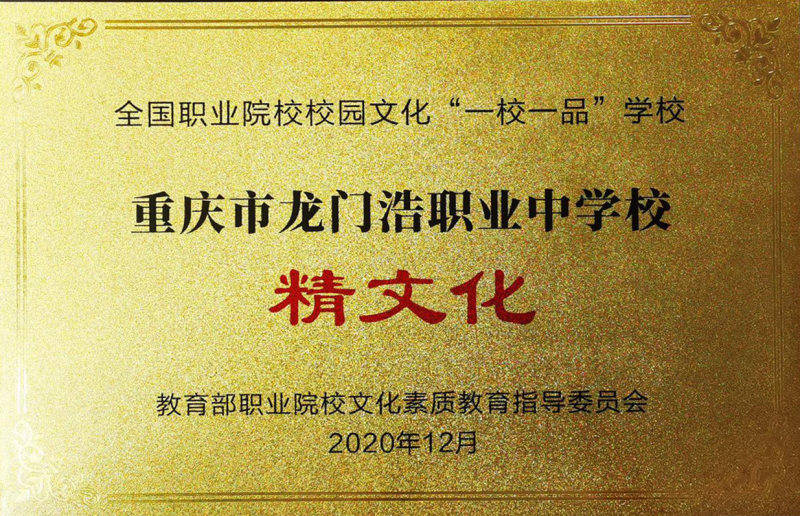 全国职业院校校园文化“一校一品”学校
重庆市龙门浩职业中学校
精文化
教育部职业院校文化素质教育指导委员会
2020年12月